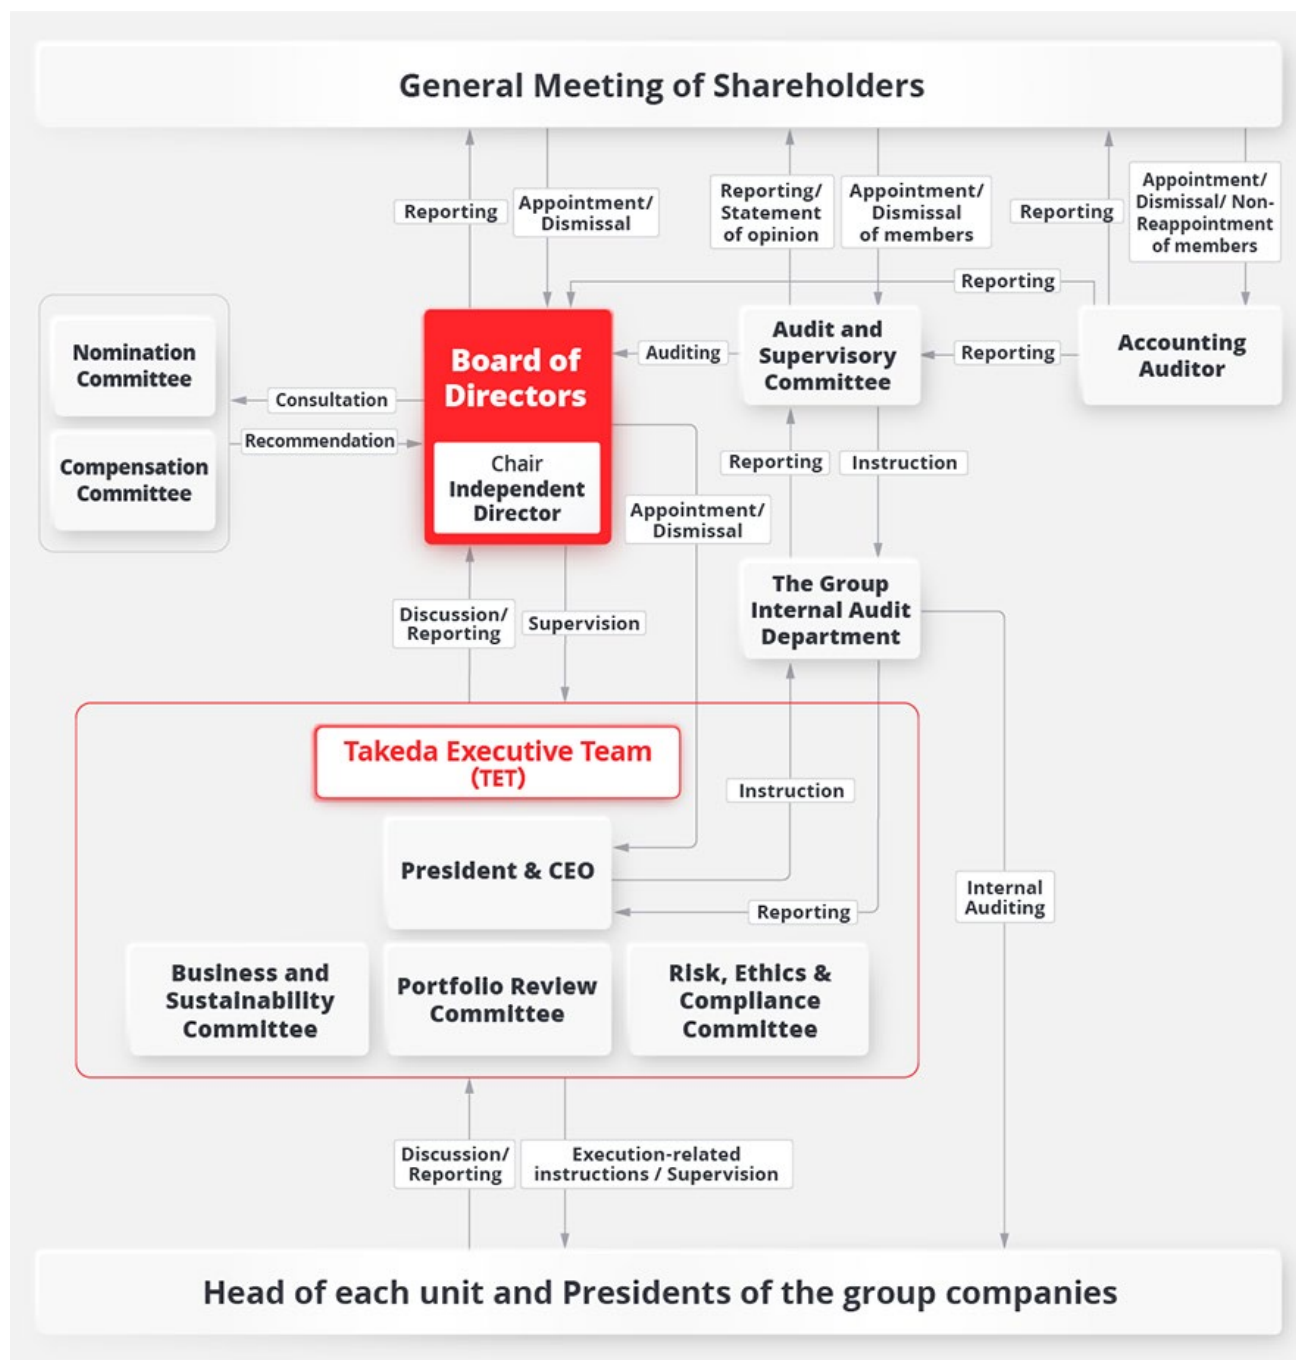 General Meeting of Shareholders
Reporting
Appointment/
Dismissal
Reporting/
Statement
of opinion
Appointment/
Dismissal
of members
Reporting
Appointment/
Dismissal/ Non-
Reappointment
of members
Reporting
Nomination
Committee
Compensation
Committee
Consultation
Recommendation
Board of
Directors
Chair
Independent
Director
Auditing
Audit and
Supervisory
Committee
Reporting
Accounting
Auditor
Reporting
Instruction
Appointment/
Dismissal
The Group
Internal Audit
Department
Discussion/
Reporting
Supervision
Takeda Executive Team
(TET)
Instruction
President & CEO
Reporting
Internal
Auditing
Business and
Sustainability
Committee
Portfolio Review
Committee
Risk, Ethics &
Compliance
Committee
Discussion/
Reporting
Execution-related
instructions / Supervision
Head of each unit and Presidents of the group companies